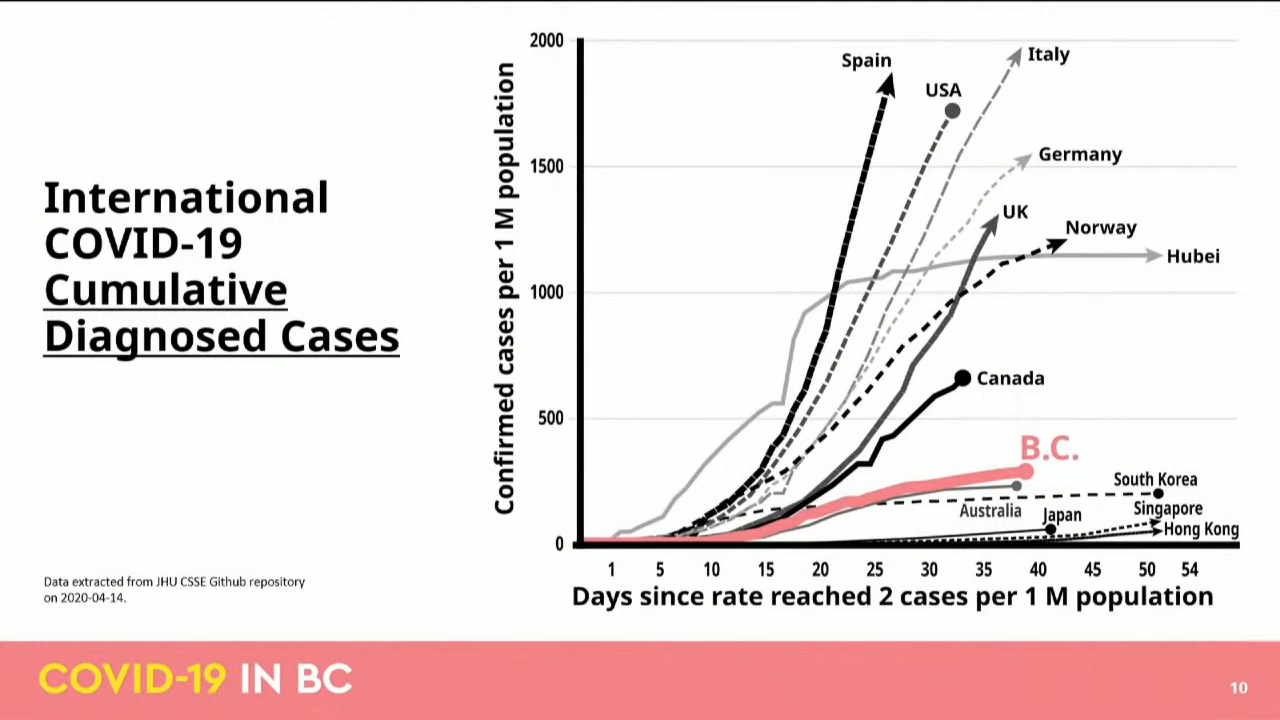 International
COVID-19
Cumulative
Diagnosed Cases
Data extracted from JHU CSSE Github repository
on 2020-04-14.
Confirmed cases per 1 M population
2000
1500
1000
500
0
Spain
USA
Italy
Germany
UK
Norway
Hubei
Canada
B.C.
South Korea
Australia
Japan
Singapore
Hong Kong
1 5 10 15 20 25 30 35 40 45 50 54
Days since rate reached 2 cases per 1 M population
COVID-19 IN BC
10